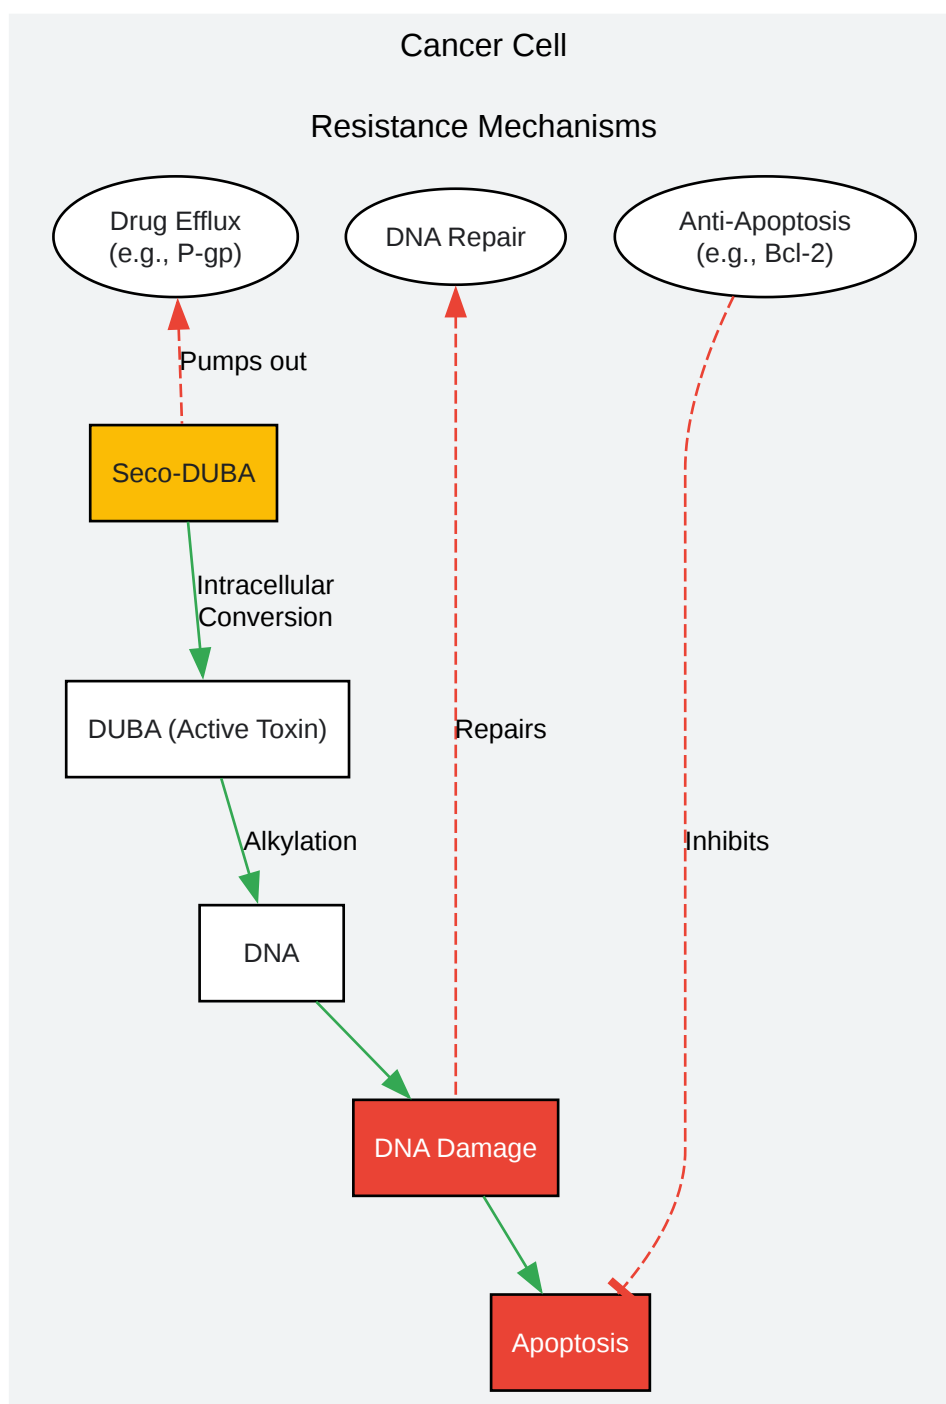 Cancer Cell
Resistance Mechanisms
Drug Efflux
(e.g., P-gp)
DNA Repair
Anti-Apoptosis
(e.g., Bcl-2)
Pumps out
Seco-DUBA
Intracellular
Conversion
DUBA (Active Toxin)
Repairs
Alkylation
Inhibits
DNA
DNA Damage
Apoptosis